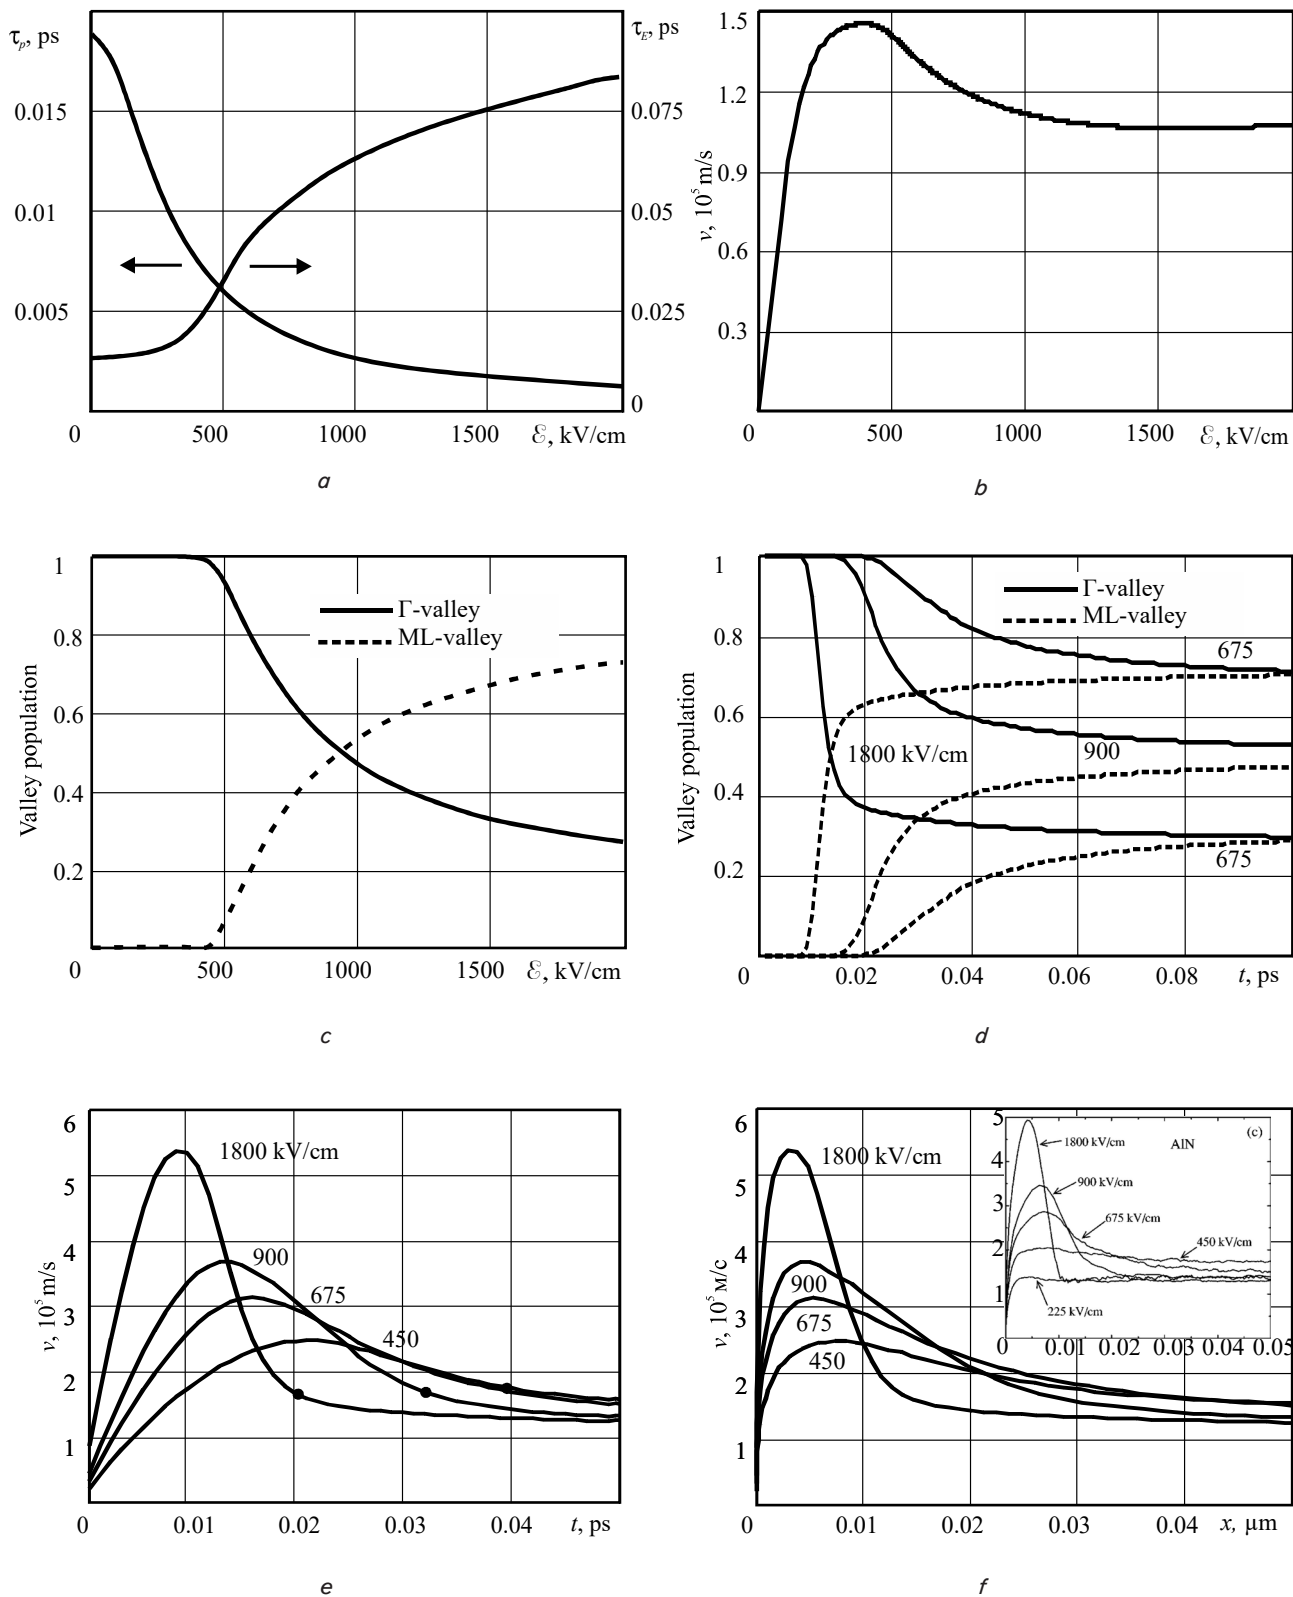 τp, ps
0.015
0.01
0.005
τE, ps
0.075
0.05
0.025
0
0 500 1000 1500 ℰ, kV/cm
a
1.5
1.2
0.9
0.6
0.3
v, 10⁵ m/s
0 500 1000 1500 ℰ, kV/cm
b
1
0.8
0.6
0.4
0.2
Valley population
Γ-valley
ML-valley
0 500 1000 1500 ℰ, kV/cm
c
1
0.8
0.6
0.4
0.2
Valley population
Γ-valley
ML-valley
675
1800 kV/cm
900
675
0 0.02 0.04 0.06 0.08 t, ps
d
6
5
4
3
2
1
v, 10⁵ m/s
1800 kV/cm
900
675
450
0 0.01 0.02 0.03 0.04 t, ps
e
6
5
4
3
2
1
v, 10⁵ м/с
1800 kV/cm
900
675
450
5
4
3
2
1
(c)
AlN
1800 kV/cm
900 kV/cm
675 kV/cm
450 kV/cm
225 kV/cm
0 0.01 0.02 0.03 0.04 0.05
0 0.01 0.02 0.03 0.04 x, μm
f